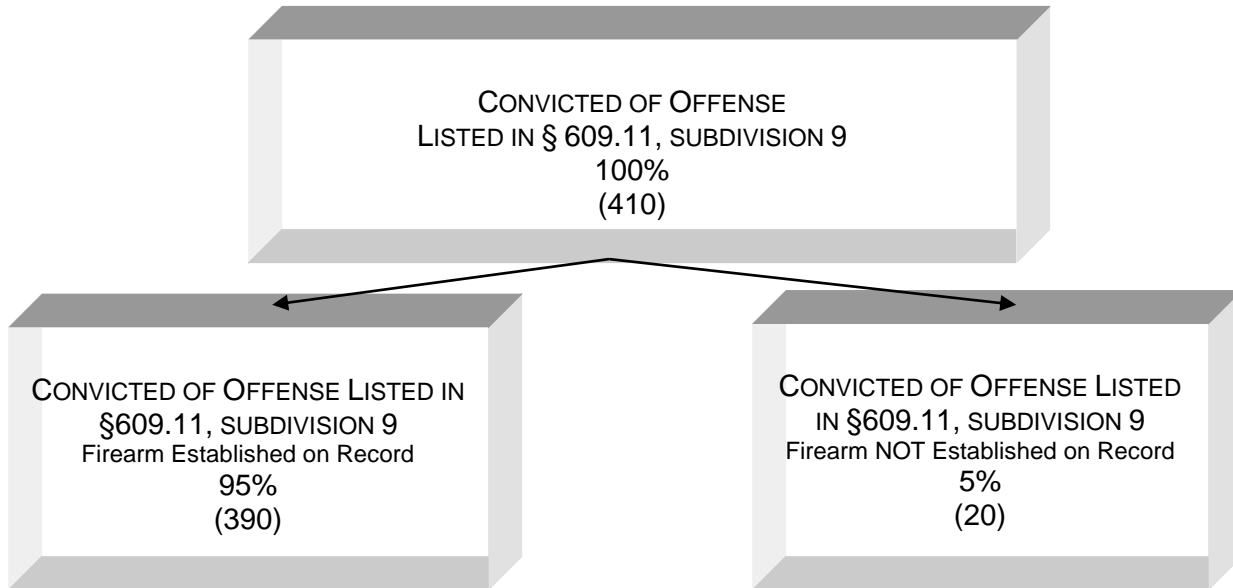 CONVICTED OF OFFENSE
LISTED IN § 609.11, SUBDIVISION 9
100%
(410)
CONVICTED OF OFFENSE LISTED IN
§609.11, SUBDIVISION 9
Firearm Established on Record
95%
(390)
CONVICTED OF OFFENSE LISTED
IN §609.11, SUBDIVISION 9
Firearm NOT Established on Record
5%
(20)